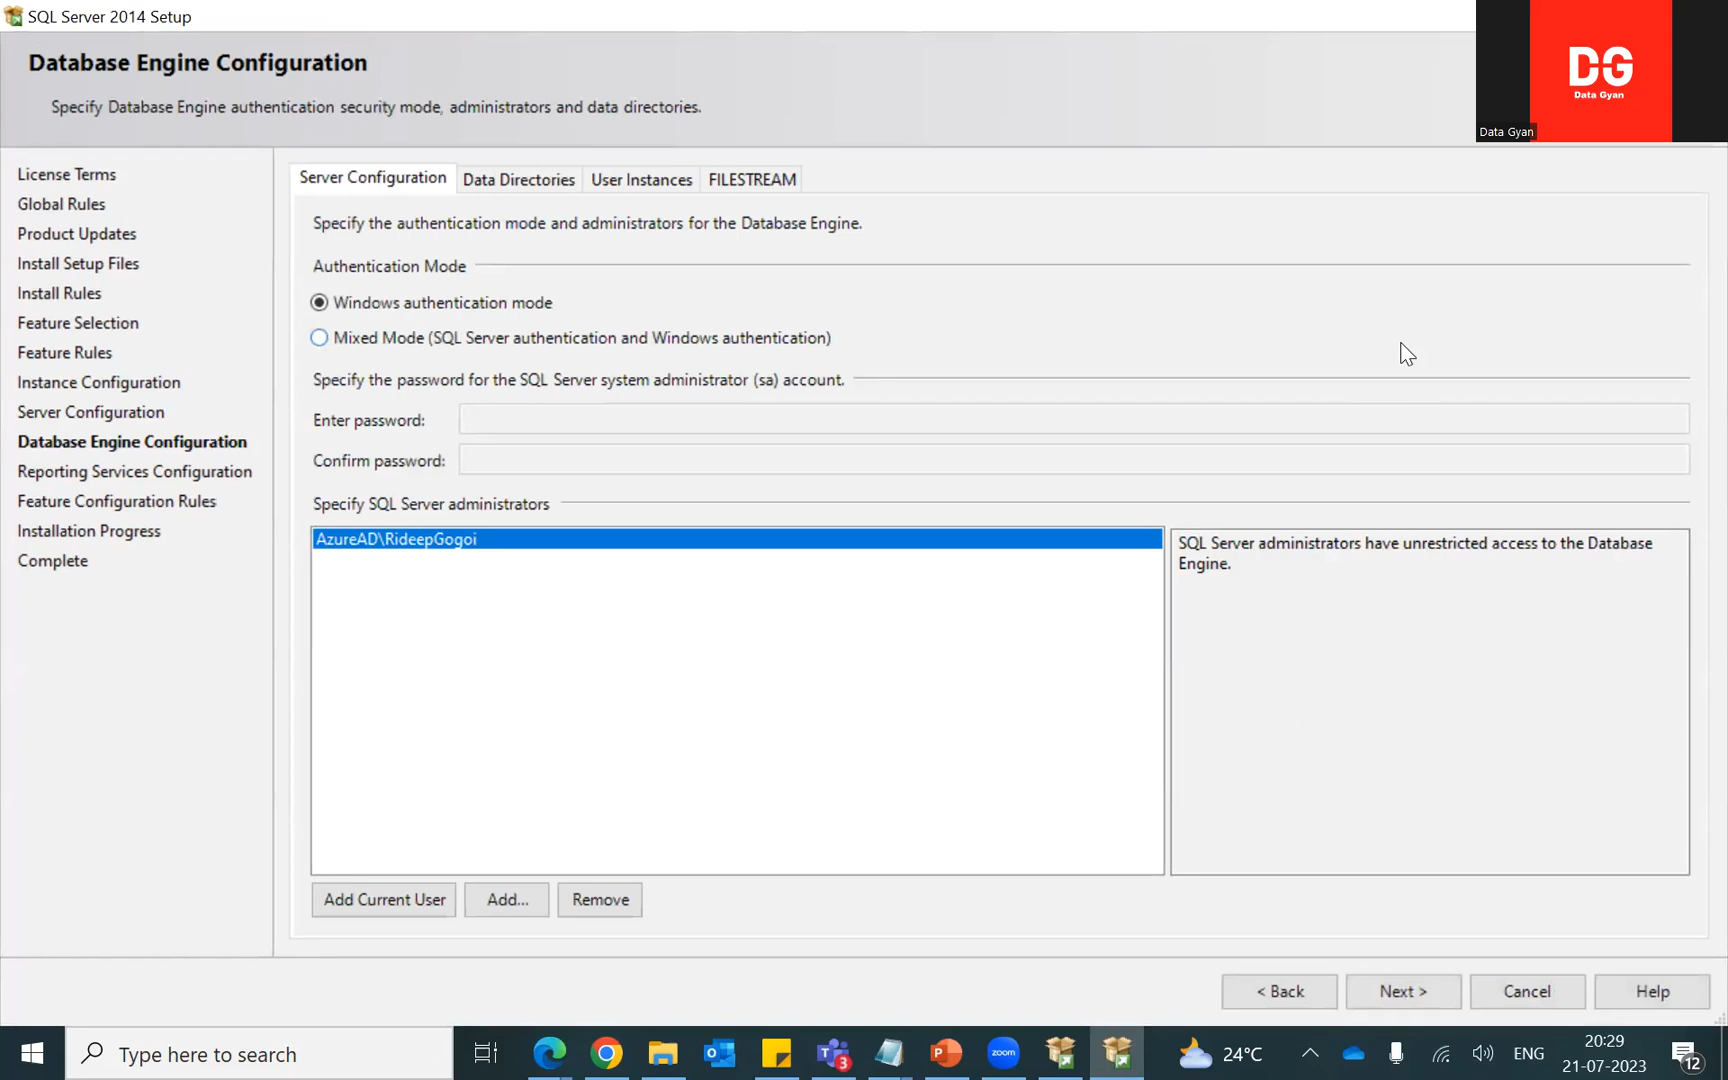 SQL Server 2014 Setup
Database Engine Configuration
Specify Database Engine authentication security mode, administrators and data directories.
DG
Data Gyan
Data Gyan
License Terms
Global Rules
Product Updates
Install Setup Files
Install Rules
Feature Selection
Feature Rules
Instance Configuration
Server Configuration
Database Engine Configuration
Reporting Services Configuration
Feature Configuration Rules
Installation Progress
Complete
Server Configuration Data Directories User Instances FILESTREAM
Specify the authentication mode and administrators for the Database Engine.
Authentication Mode
Windows authentication mode
Mixed Mode (SQL Server authentication and Windows authentication)
Specify the password for the SQL Server system administrator (sa) account.
Enter password:
Confirm password:
Specify SQL Server administrators
AzureAD\RideepGogoi
SQL Server administrators have unrestricted access to the Database
Engine.
Add Current User Add... Remove
< Back Next > Cancel Help
Type here to search
3
zoom
24°C
ENG
20:29
21-07-2023
12